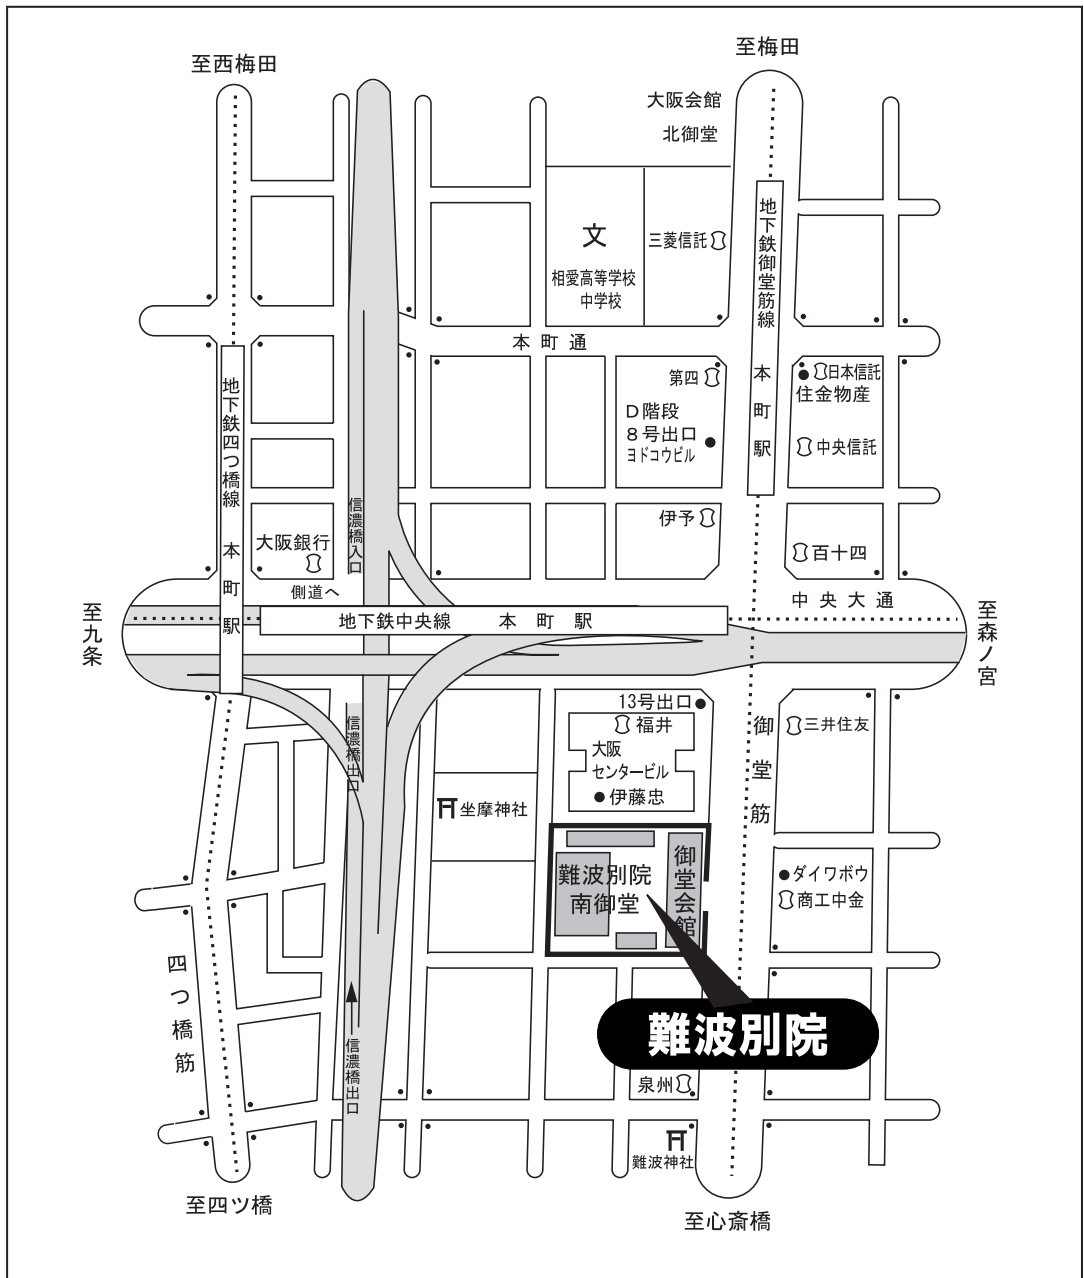 至梅田
至西梅田
大阪会館
北御堂
地下鉄御堂筋線 本町駅
文
相愛高等学校
中学校
三菱信託
本町通
第四
日本信託
住金物産
D階段
8号出口
ヨドコウビル
中央信託
地下鉄四つ橋線 本町駅
信濃橋入口
伊予
大阪銀行
百十四
側道へ
中央大通
地下鉄中央線 本町駅
至九条
至森ノ宮
13号出口
福井
大阪
センタービル
伊藤忠
信濃橋出口
御堂筋
三井住友
坐摩神社
難波別院
南御堂
御堂会館
ダイワボウ
商工中金
四つ橋筋
難波別院
信濃橋出口
泉州
難波神社
至四ツ橋
至心斎橋